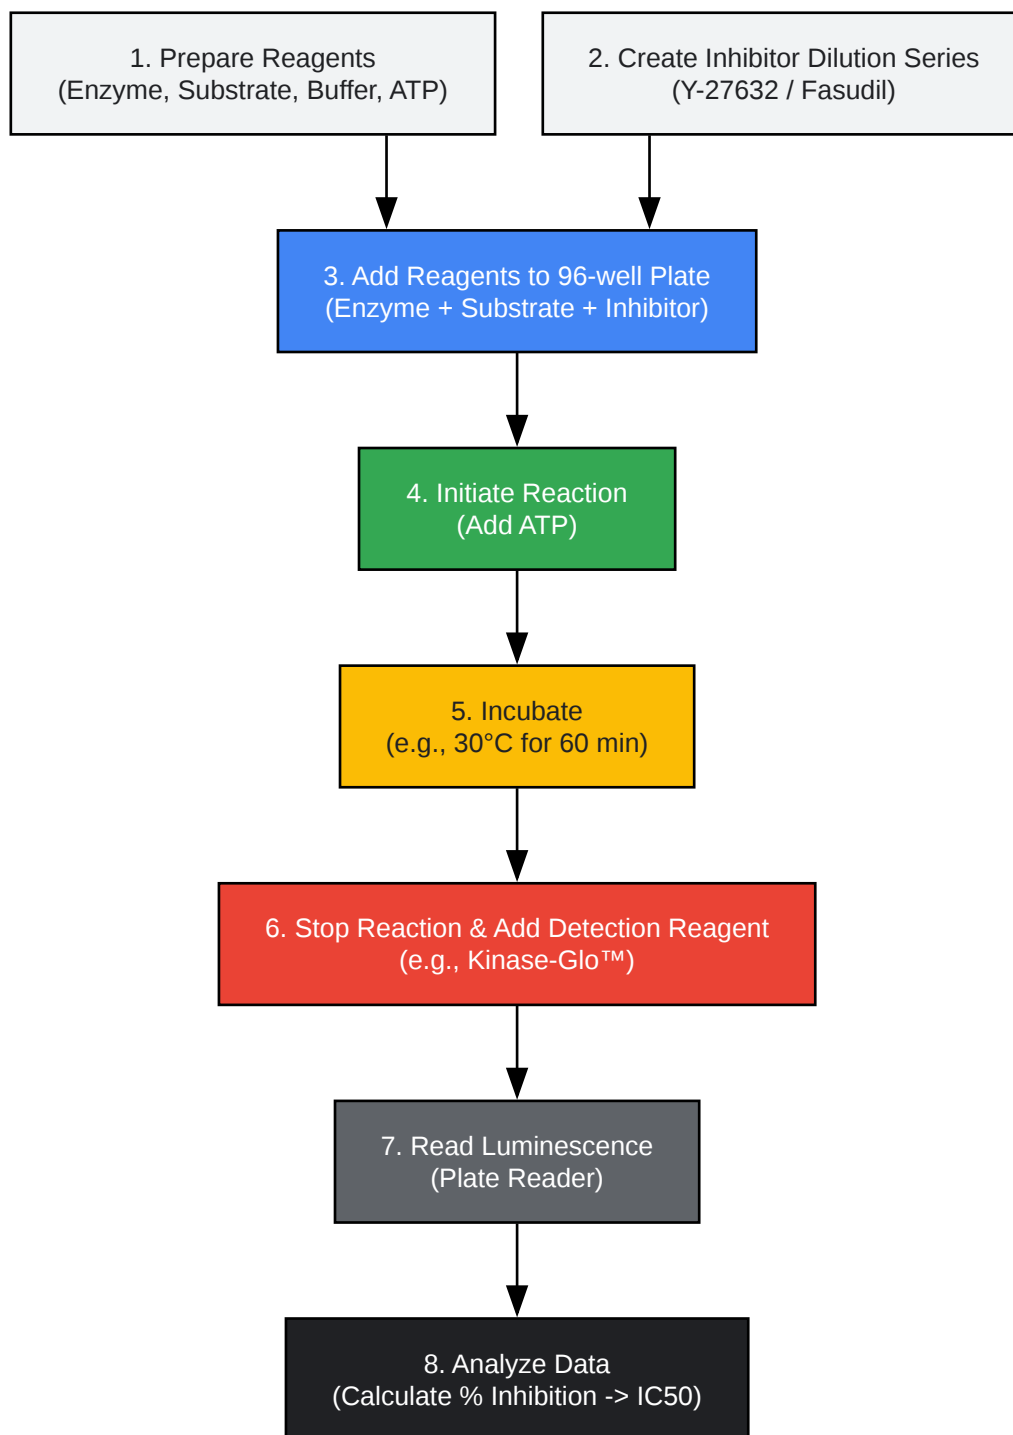 1. Prepare Reagents
(Enzyme, Substrate, Buffer, ATP)
2. Create Inhibitor Dilution Series
(Y-27632 / Fasudil)
3. Add Reagents to 96-well Plate
(Enzyme + Substrate + Inhibitor)
4. Initiate Reaction
(Add ATP)
5. Incubate
(e.g., 30°C for 60 min)
6. Stop Reaction & Add Detection Reagent
(e.g., Kinase-Glo™)
7. Read Luminescence
(Plate Reader)
8. Analyze Data
(Calculate % Inhibition -> IC50)